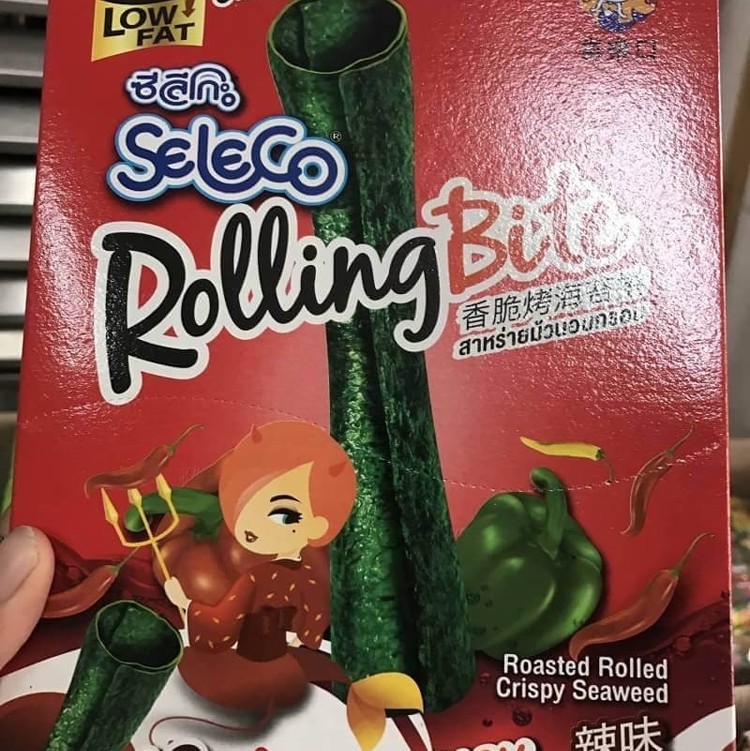 LOW
FAT
ซีลีโกะ
SELECO®
Rolling Bite
香脆烤海苔
สาหร่ายม้วนอบกรอบ
Roasted Rolled
Crispy Seaweed
辣味